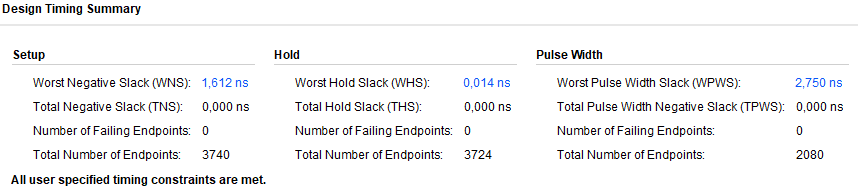 Design Timing Summary
Setup Hold Pulse Width
Worst Negative Slack (WNS): 1,612 ns Worst Hold Slack (WHS): 0,014 ns Worst Pulse Width Slack (WPWS): 2,750 ns
Total Negative Slack (TNS): 0,000 ns Total Hold Slack (THS): 0,000 ns Total Pulse Width Negative Slack (TPWS): 0,000 ns
Number of Failing Endpoints: 0 Number of Failing Endpoints: 0 Number of Failing Endpoints: 0
Total Number of Endpoints: 3740 Total Number of Endpoints: 3724 Total Number of Endpoints: 2080
All user specified timing constraints are met.